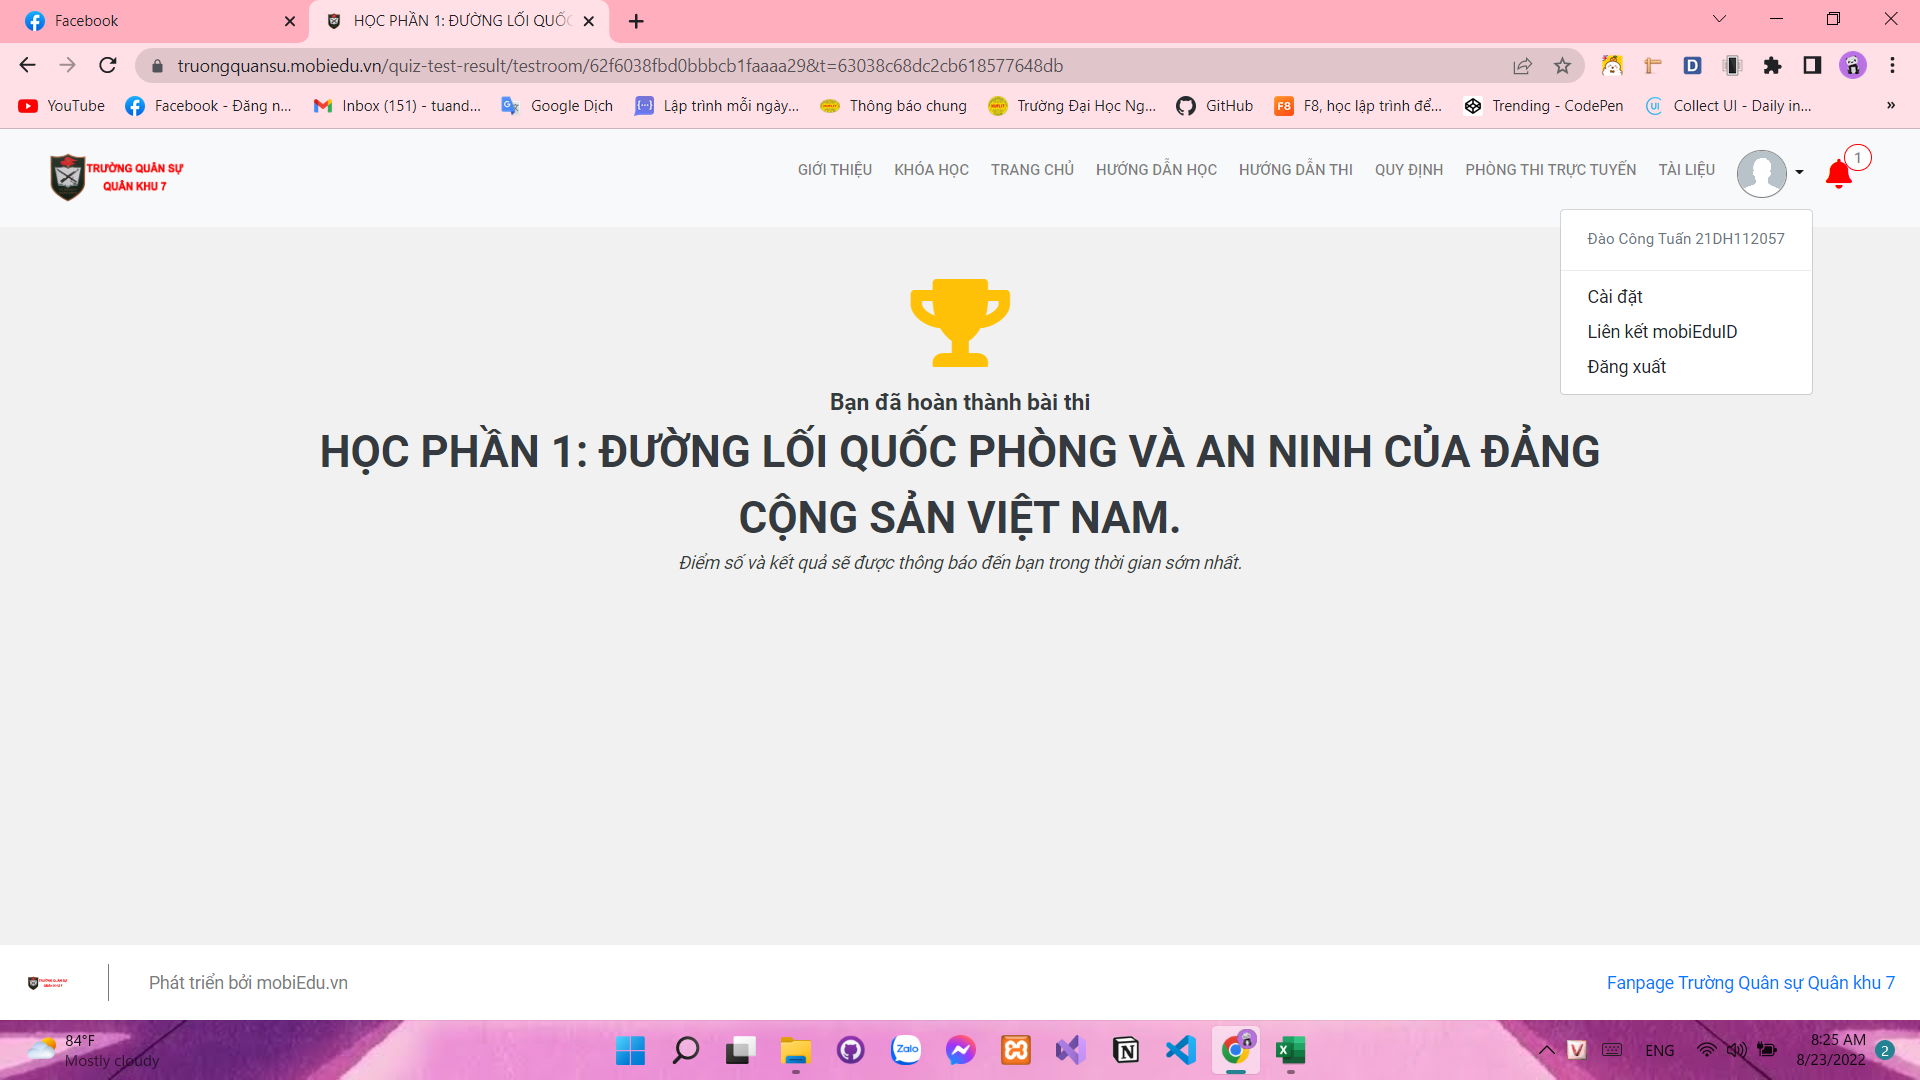 Facebook
HỌC PHẦN 1: ĐƯỜNG LỐI QUỐC
truongquansu.mobiedu.vn/quiz-test-result/testroom/62f6038fbd0bbbcb1faaaa29&t=63038c68dc2cb618577648db
YouTube
Facebook - Đăng n...
Inbox (151) - tuand...
Google Dịch
Lập trình mỗi ngày...
Thông báo chung
Trường Đại Học Ng...
GitHub
F8, học lập trình để...
Trending - CodePen
Collect UI - Daily in...
»
TRƯỜNG QUÂN SỰ
QUÂN KHU 7
GIỚI THIỆU
KHÓA HỌC
TRANG CHỦ
HƯỚNG DẪN HỌC
HƯỚNG DẪN THI
QUY ĐỊNH
PHÒNG THI TRỰC TUYẾN
TÀI LIỆU
1
Đào Công Tuấn 21DH112057
Cài đặt
Liên kết mobiEduID
Đăng xuất
Bạn đã hoàn thành bài thi
HỌC PHẦN 1: ĐƯỜNG LỐI QUỐC PHÒNG VÀ AN NINH CỦA ĐẢNG
CỘNG SẢN VIỆT NAM.
Điểm số và kết quả sẽ được thông báo đến bạn trong thời gian sớm nhất.
Phát triển bởi mobiEdu.vn
Fanpage Trường Quân sự Quân khu 7
84°F
Mostly cloudy
Zalo
ENG
8:25 AM
8/23/2022
2